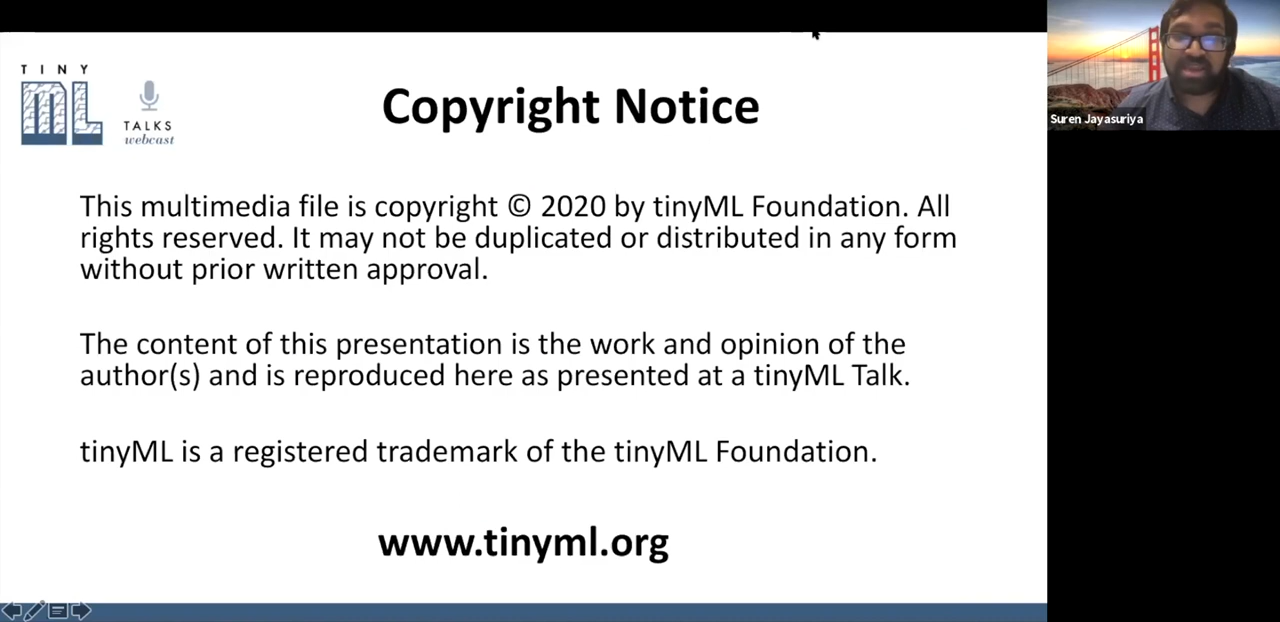 TINY
ML
TALKS
webcast
Copyright Notice
Suren Jayasuriya
This multimedia file is copyright © 2020 by tinyML Foundation. All
rights reserved. It may not be duplicated or distributed in any form
without prior written approval.
The content of this presentation is the work and opinion of the
author(s) and is reproduced here as presented at a tinyML Talk.
tinyML is a registered trademark of the tinyML Foundation.
www.tinyml.org